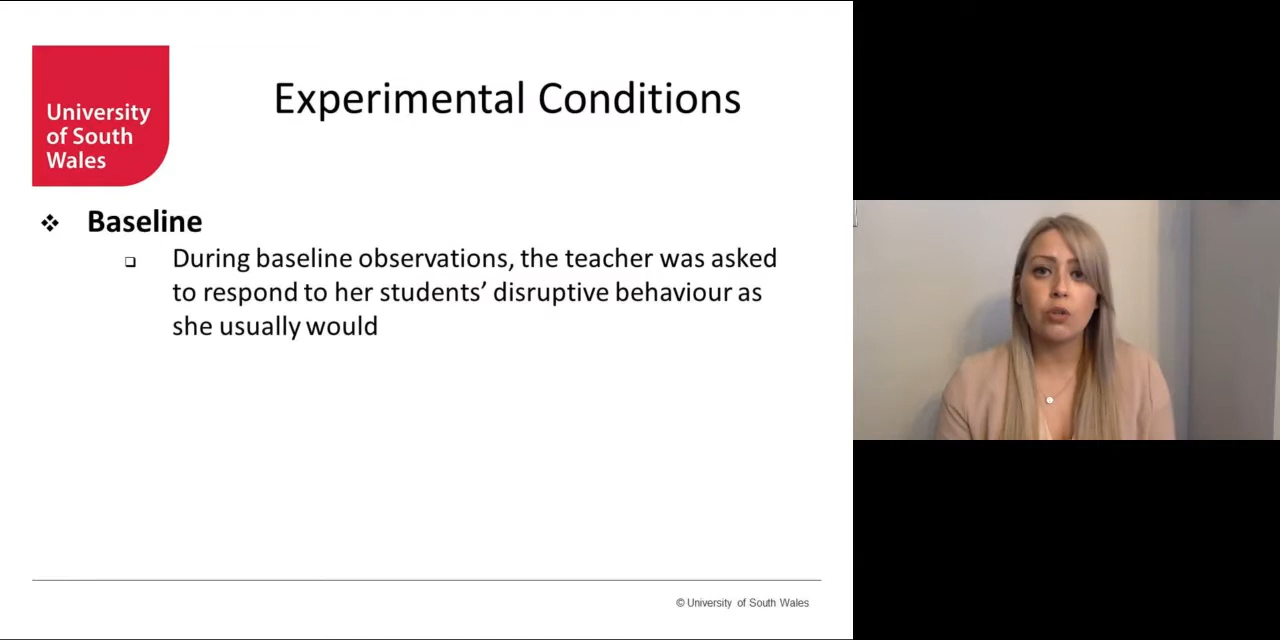 University
of South
Wales
Experimental Conditions
❖ Baseline
❑ During baseline observations, the teacher was asked
to respond to her students’ disruptive behaviour as
she usually would
© University of South Wales